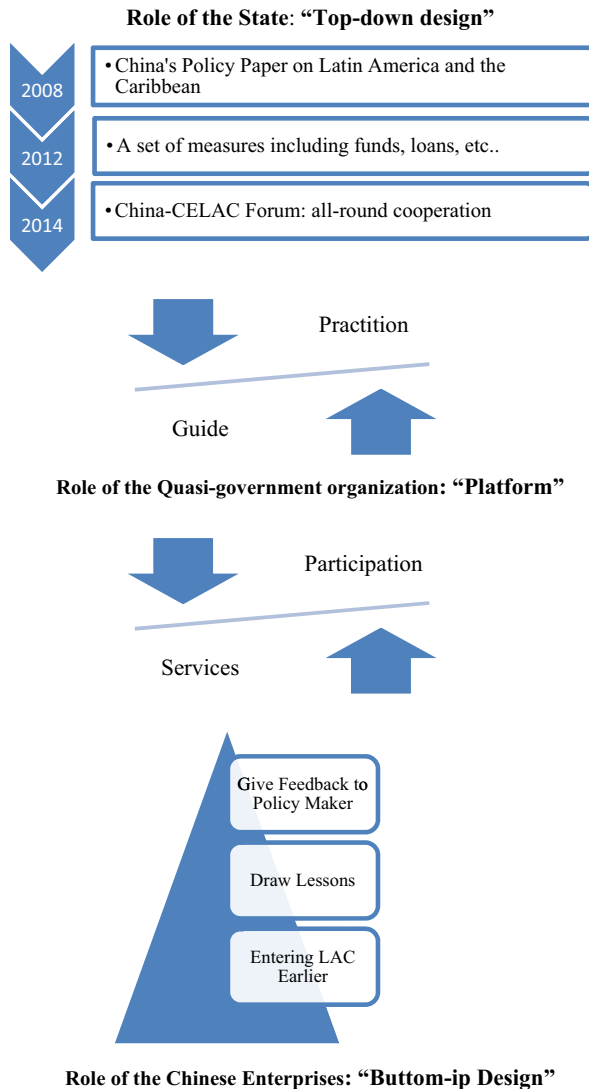 Role of the State: “Top-down design”
2008
•China's Policy Paper on Latin America and the
Caribbean
2012
•A set of measures including funds, loans, etc..
2014
•China-CELAC Forum: all-round cooperation
Practition
Guide
Role of the Quasi-government organization: “Platform”
Participation
Services
Give Feedback to
Policy Maker
Draw Lessons
Entering LAC
Earlier
Role of the Chinese Enterprises: “Buttom-ip Design”